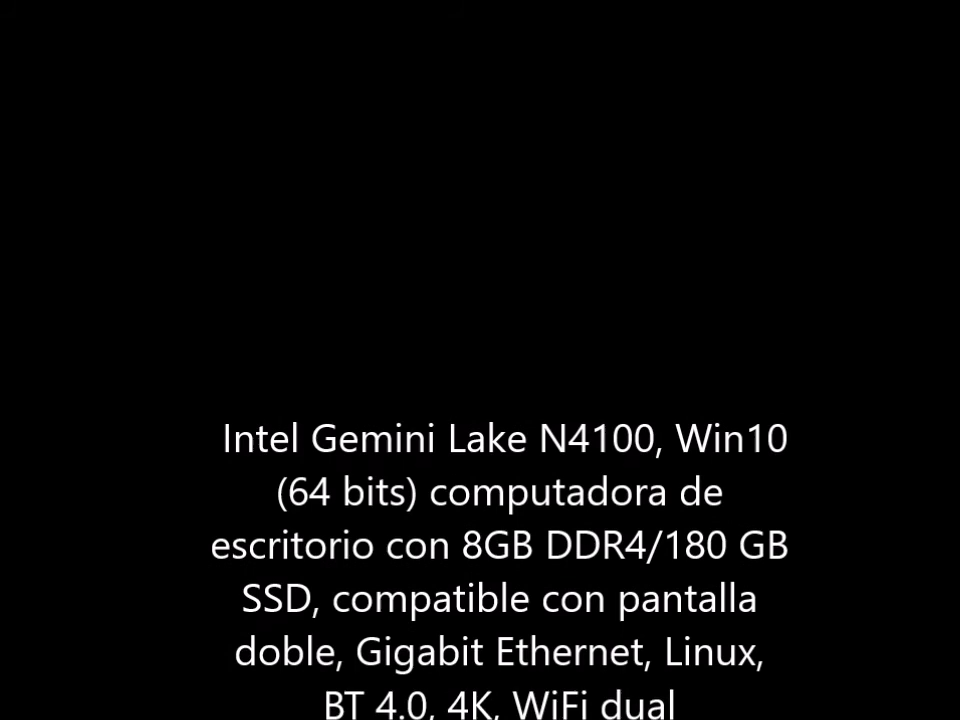 Intel Gemini Lake N4100, Win10
(64 bits) computadora de
escritorio con 8GB DDR4/180 GB
SSD, compatible con pantalla
doble, Gigabit Ethernet, Linux,
BT 4.0, 4K, WiFi dual